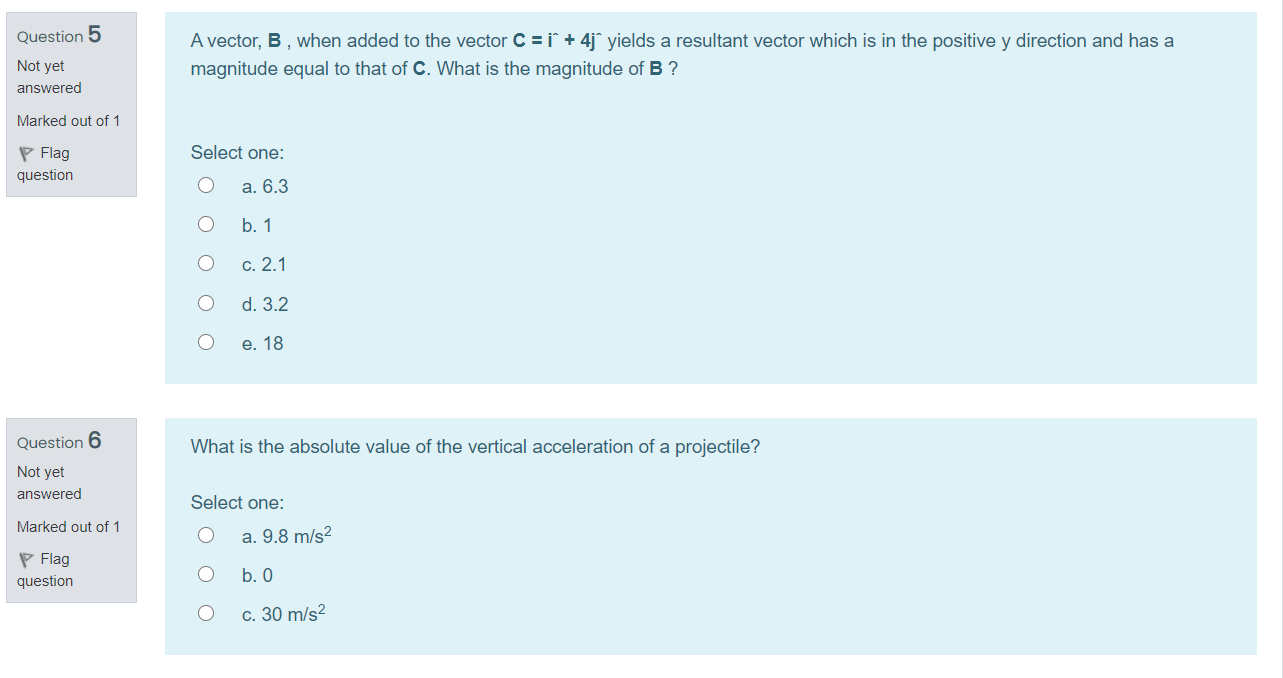 Question 5
Not yet
answered
Marked out of 1
Flag
question
A vector, B , when added to the vector C = iˆ + 4jˆ yields a resultant vector which is in the positive y direction and has a
magnitude equal to that of C. What is the magnitude of B ?
Select one:
a. 6.3
b. 1
c. 2.1
d. 3.2
e. 18
Question 6
Not yet
answered
Marked out of 1
Flag
question
What is the absolute value of the vertical acceleration of a projectile?
Select one:
a. 9.8 m/s²
b. 0
c. 30 m/s²